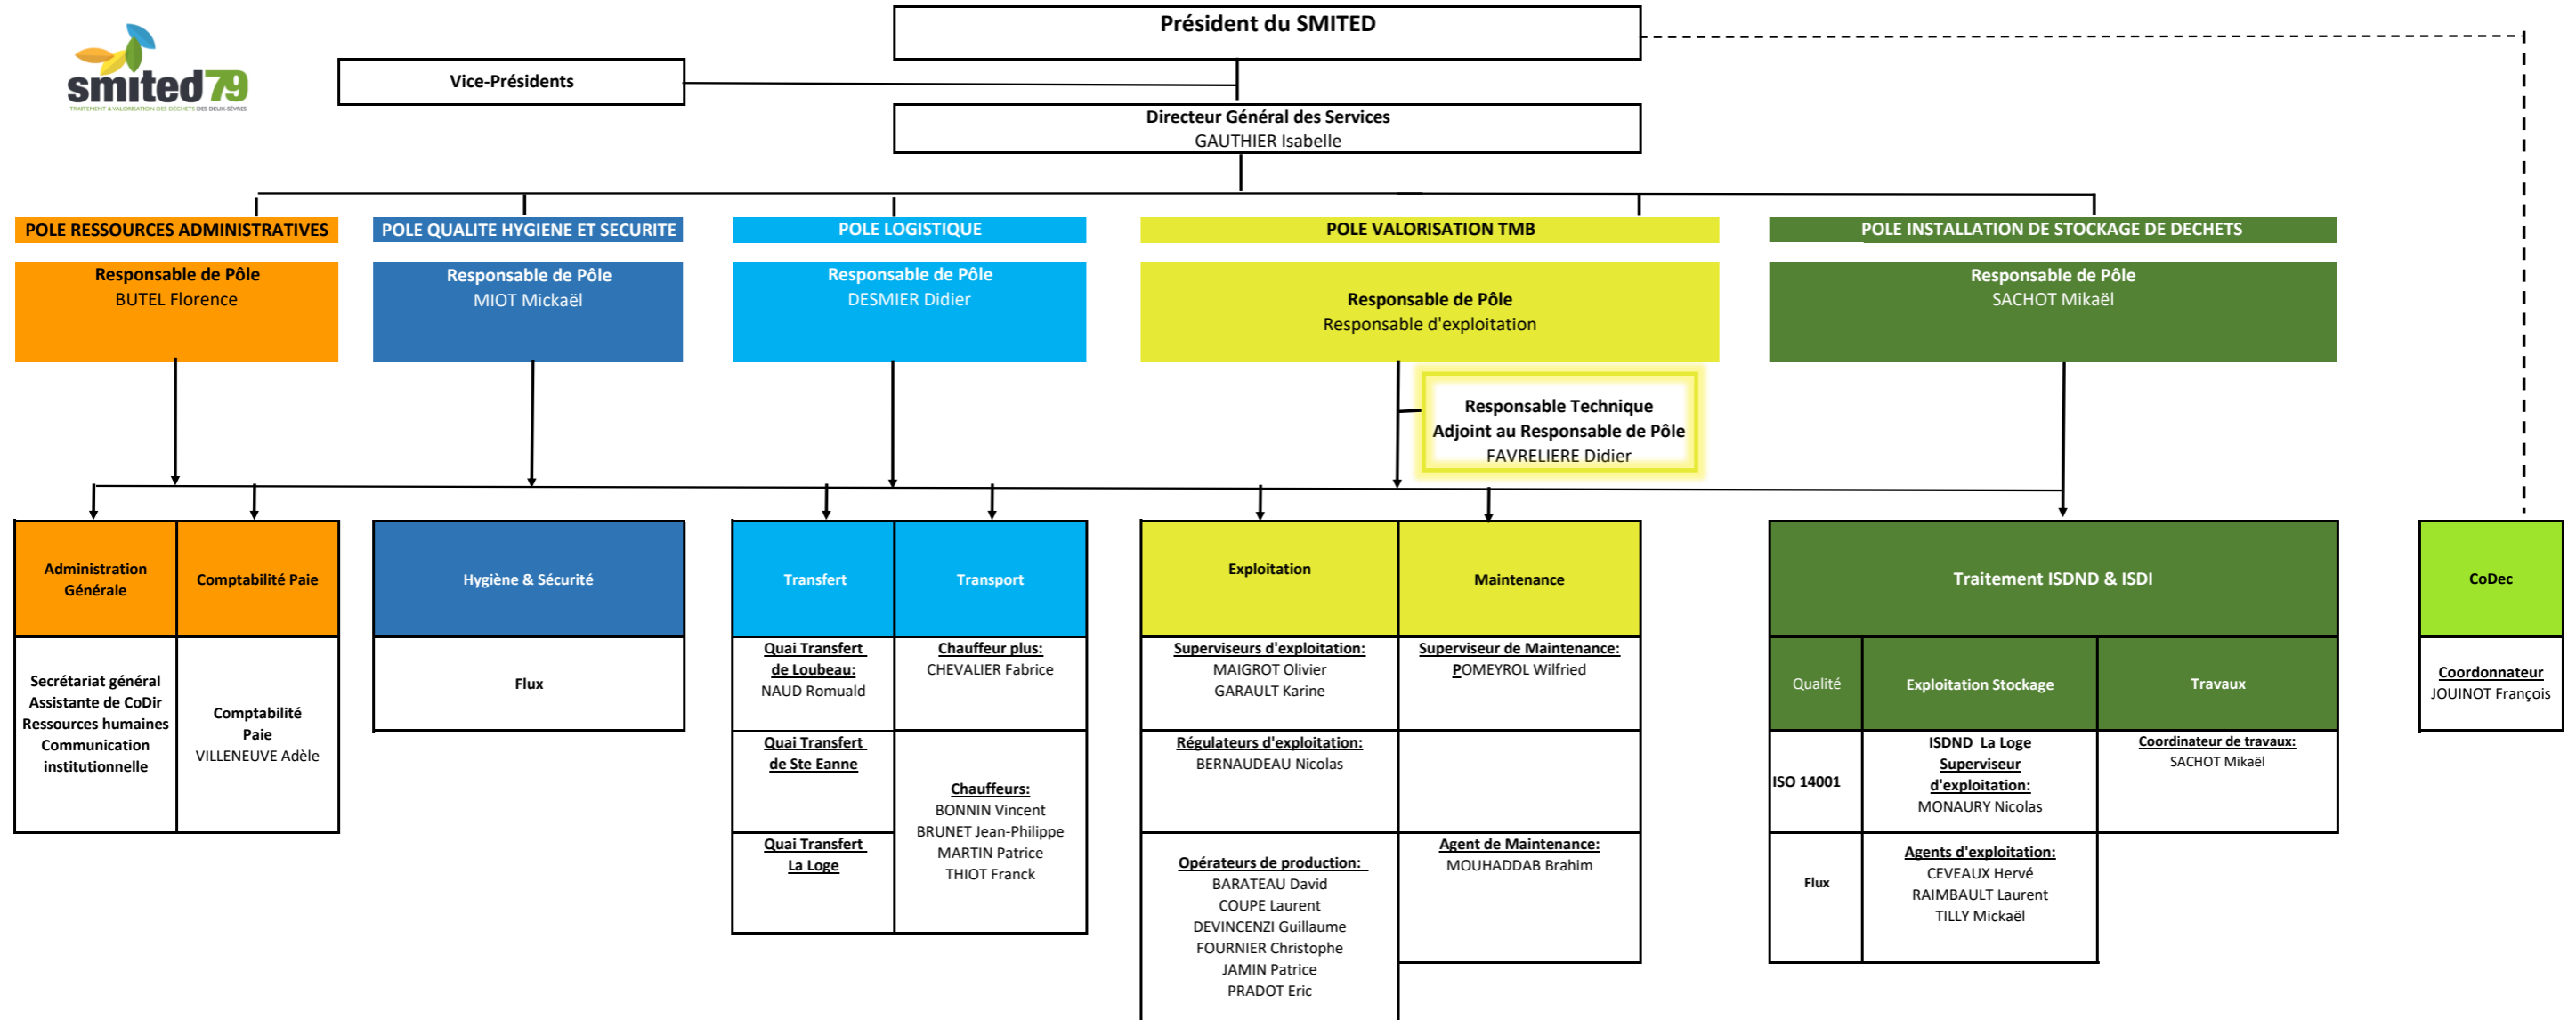 Président du SMITED
smited 79
TRAITEMENT & VALORISATION DES DÉCHETS DES DEUX-SÈVRES
Vice-Présidents
Directeur Général des Services
GAUTHIER Isabelle
POLE RESSOURCES ADMINISTRATIVES
Responsable de Pôle
BUTEL Florence
POLE QUALITE HYGIENE ET SECURITE
Responsable de Pôle
MIOT Mickaël
POLE LOGISTIQUE
Responsable de Pôle
DESMIER Didier
POLE VALORISATION TMB
Responsable de Pôle
Responsable d'exploitation
Responsable Technique
Adjoint au Responsable de Pôle
FAVRELIERE Didier
POLE INSTALLATION DE STOCKAGE DE DECHETS
Responsable de Pôle
SACHOT Mikaël
Administration
Générale
Secrétariat général
Assistante de CoDir
Ressources humaines
Communication
institutionnelle
Comptabilité Paie
Comptabilité
Paie
VILLENEUVE Adèle
Hygiène & Sécurité
Flux
Transfert
Quai Transfert
de Loubeau:
NAUD Romuald
Quai Transfert
de Ste Eanne
Quai Transfert
La Loge
Transport
Chauffeur plus:
CHEVALIER Fabrice
Chauffeurs:
BONNIN Vincent
BRUNET Jean-Philippe
MARTIN Patrice
THIOT Franck
Exploitation
Superviseurs d'exploitation:
MAIGROT Olivier
GARAULT Karine
Régulateurs d'exploitation:
BERNAUDEAU Nicolas
Opérateurs de production:
BARATEAU David
COUPE Laurent
DEVINCENZI Guillaume
FOURNIER Christophe
JAMIN Patrice
PRADOT Eric
Maintenance
Superviseur de Maintenance:
POMEYROL Wilfried
Agent de Maintenance:
MOUHADDAB Brahim
Traitement ISDND & ISDI
Qualité
ISO 14001
Flux
Exploitation Stockage
ISDND La Loge
Superviseur
d'exploitation:
MONAURY Nicolas
Agents d'exploitation:
CEVEAUX Hervé
RAIMBAULT Laurent
TILLY Mickaël
Travaux
Coordinateur de travaux:
SACHOT Mikaël
CoDec
Coordonnateur
JOUINOT François